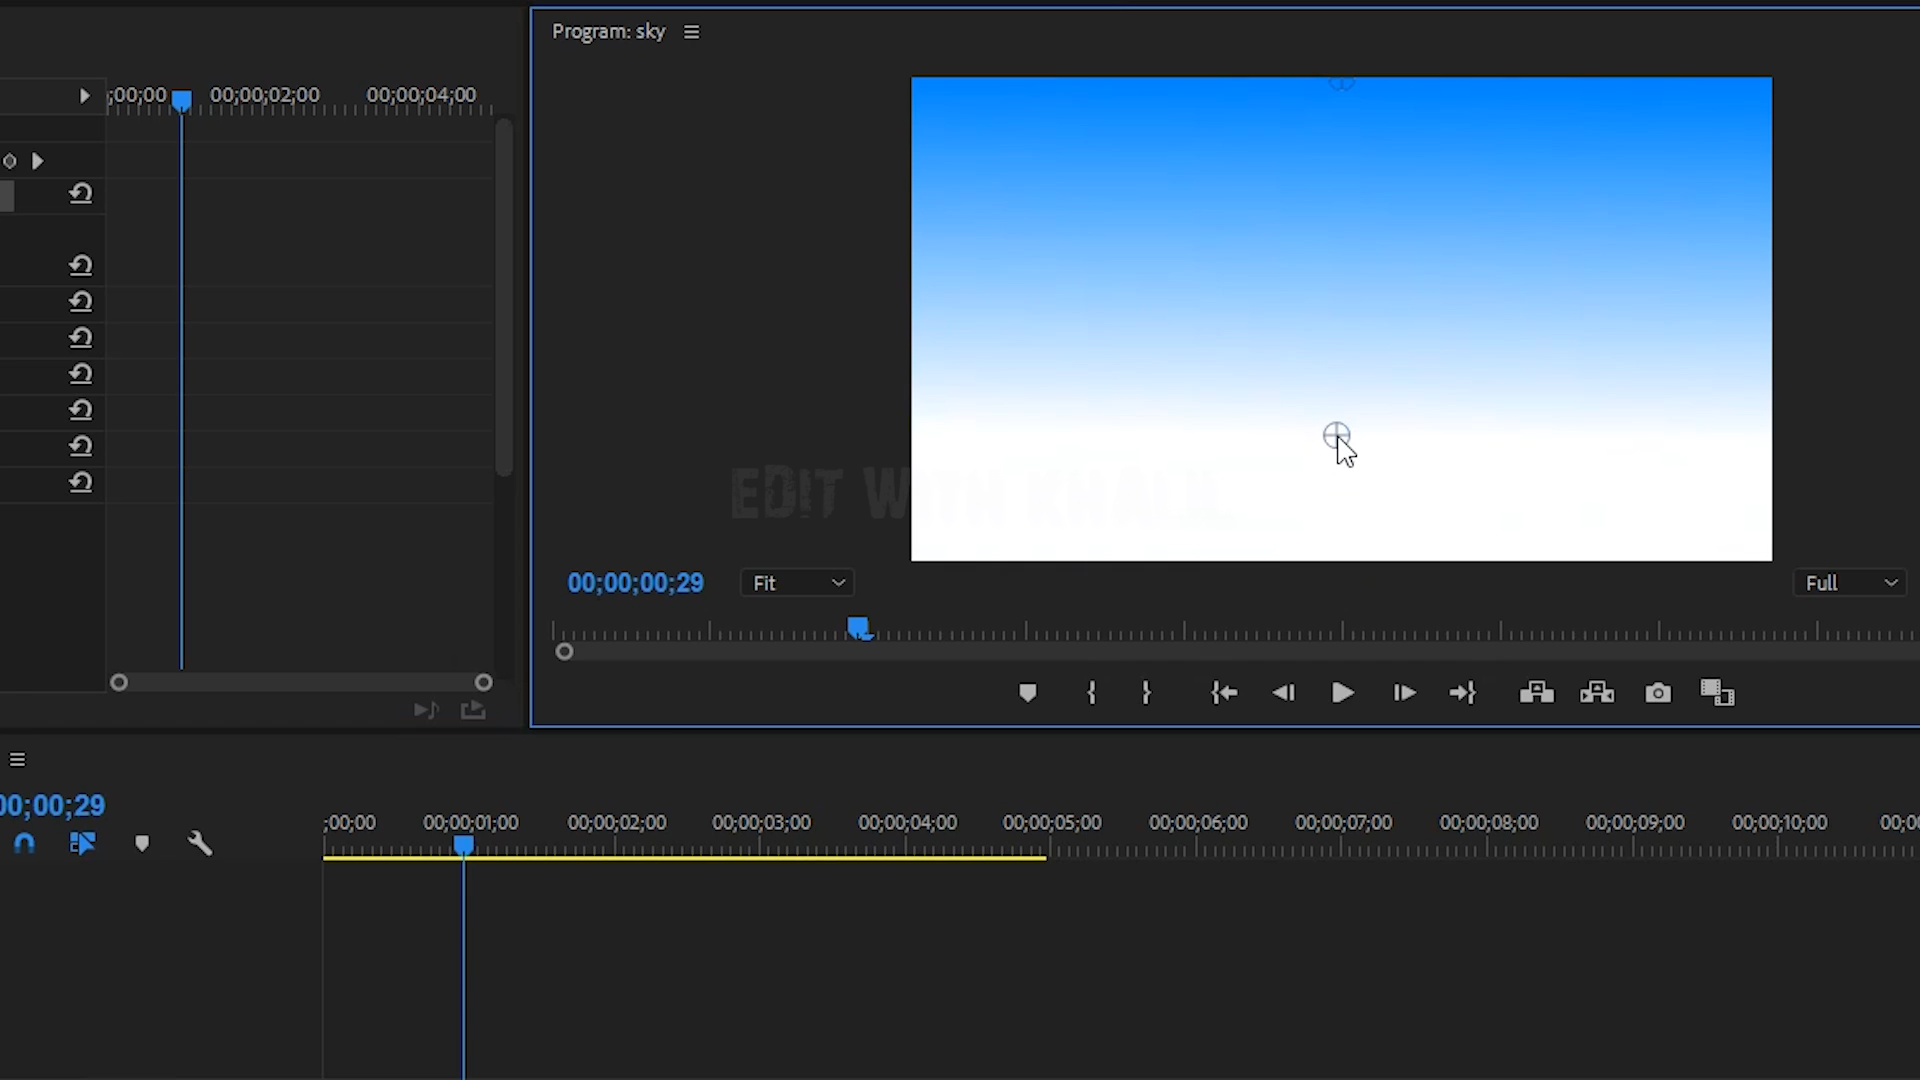 Program: sky
;00;00 00;00;02;00 00;00;04;00
00;00;00;29 Fit Full
EDIT WITH
00;00;29
;00;00 00;00;01;00 00;00;02;00 00;00;03;00 00;00;04;00 00;00;05;00 00;00;06;00 00;00;07;00 00;00;08;00 00;00;09;00 00;00;10;00 00;0